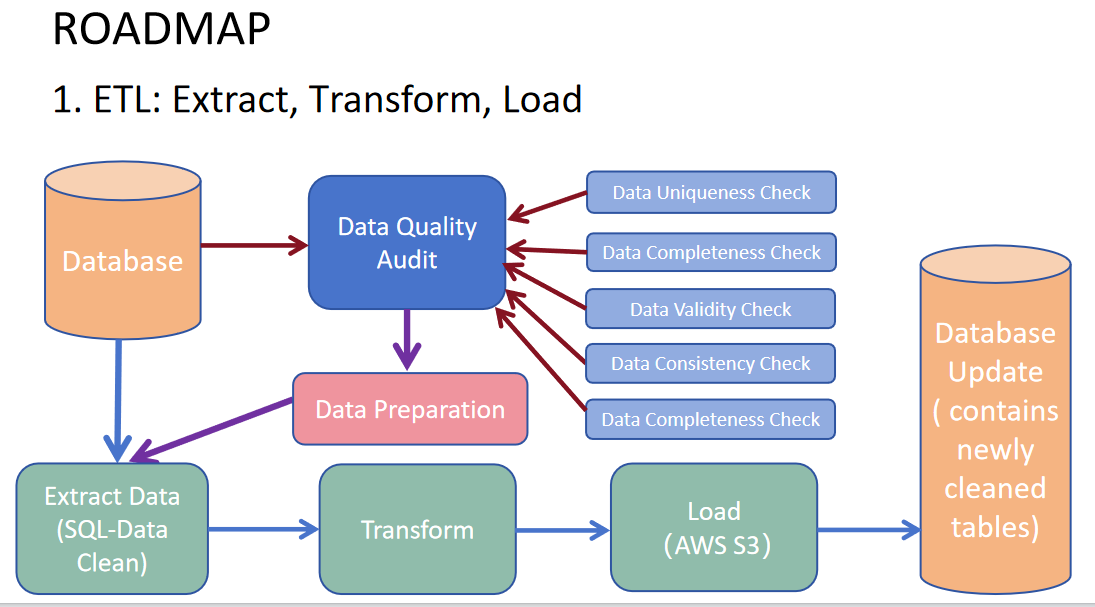 ROADMAP
1. ETL: Extract, Transform, Load
Database
Data Quality
Audit
Data Uniqueness Check
Data Completeness Check
Data Validity Check
Data Consistency Check
Data Completeness Check
Data Preparation
Extract Data
(SQL-Data
Clean)
Transform
Load
(AWS S3)
Database
Update
( contains
newly
cleaned
tables)